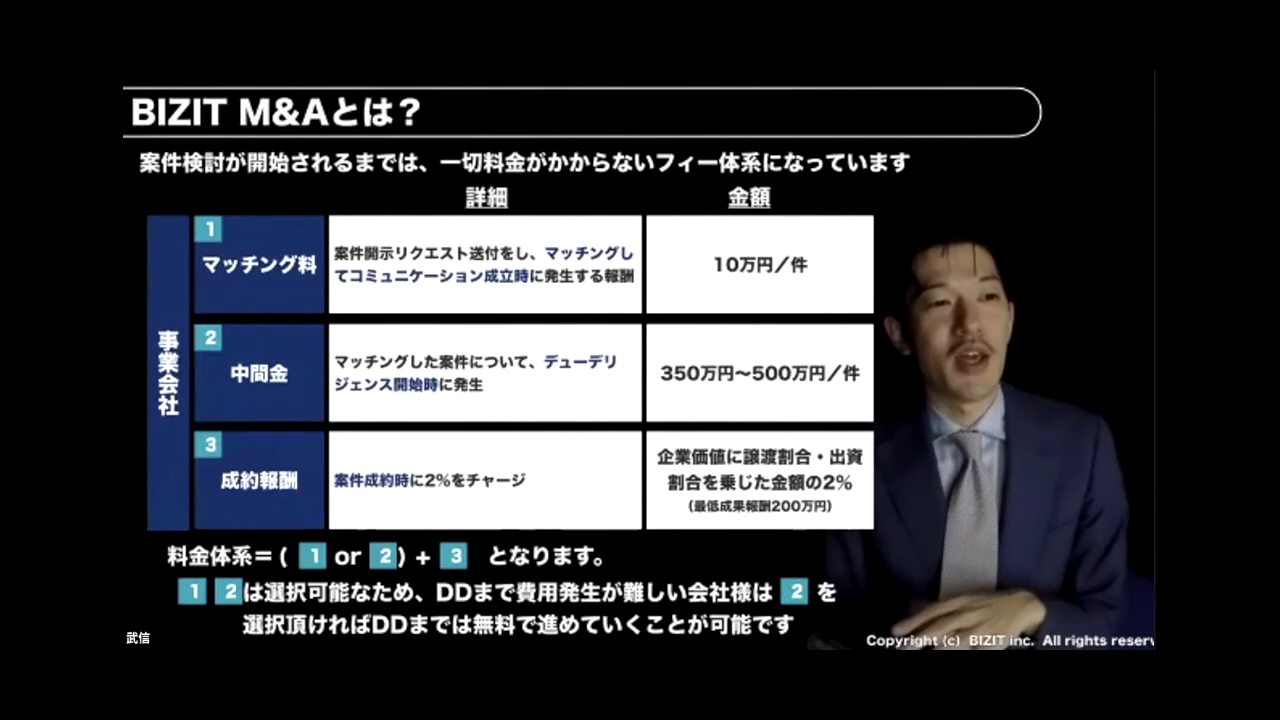 BIZIT M&Aとは？
案件検討が開始されるまでは、一切料金がかからないフィー体系になっています
詳細
金額
事業会社
1
マッチング料
案件開示リクエスト送付をし、マッチングし
てコミュニケーション成立時に発生する報酬
10万円／件
2
中間金
マッチングした案件について、デューデリ
ジェンス開始時に発生
350万円〜500万円／件
3
成約報酬
案件成約時に2%をチャージ
企業価値に譲渡割合・出資
割合を乗じた金額の2%
（最低成果報酬200万円）
料金体系＝( 1 or 2 ) + 3 となります。
1 2 は選択可能なため、DDまで費用発生が難しい会社様は 2 を
選択頂ければDDまでは無料で進めていくことが可能です
武信
Copyright (c) BIZIT inc. All rights reserv